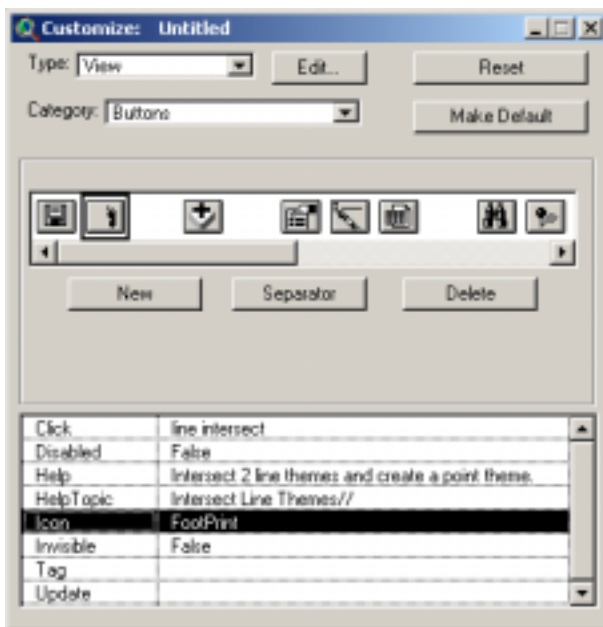 Customize: Untitled
Type: View Edit... Reset
Category: Buttons Make Default
New Separator Delete
Click line intersect
Disabled False
Help Intersect 2 line themes and create a point theme.
HelpTopic Intersect Line Themes//
Icon FootPrint
Invisible False
Tag
Update